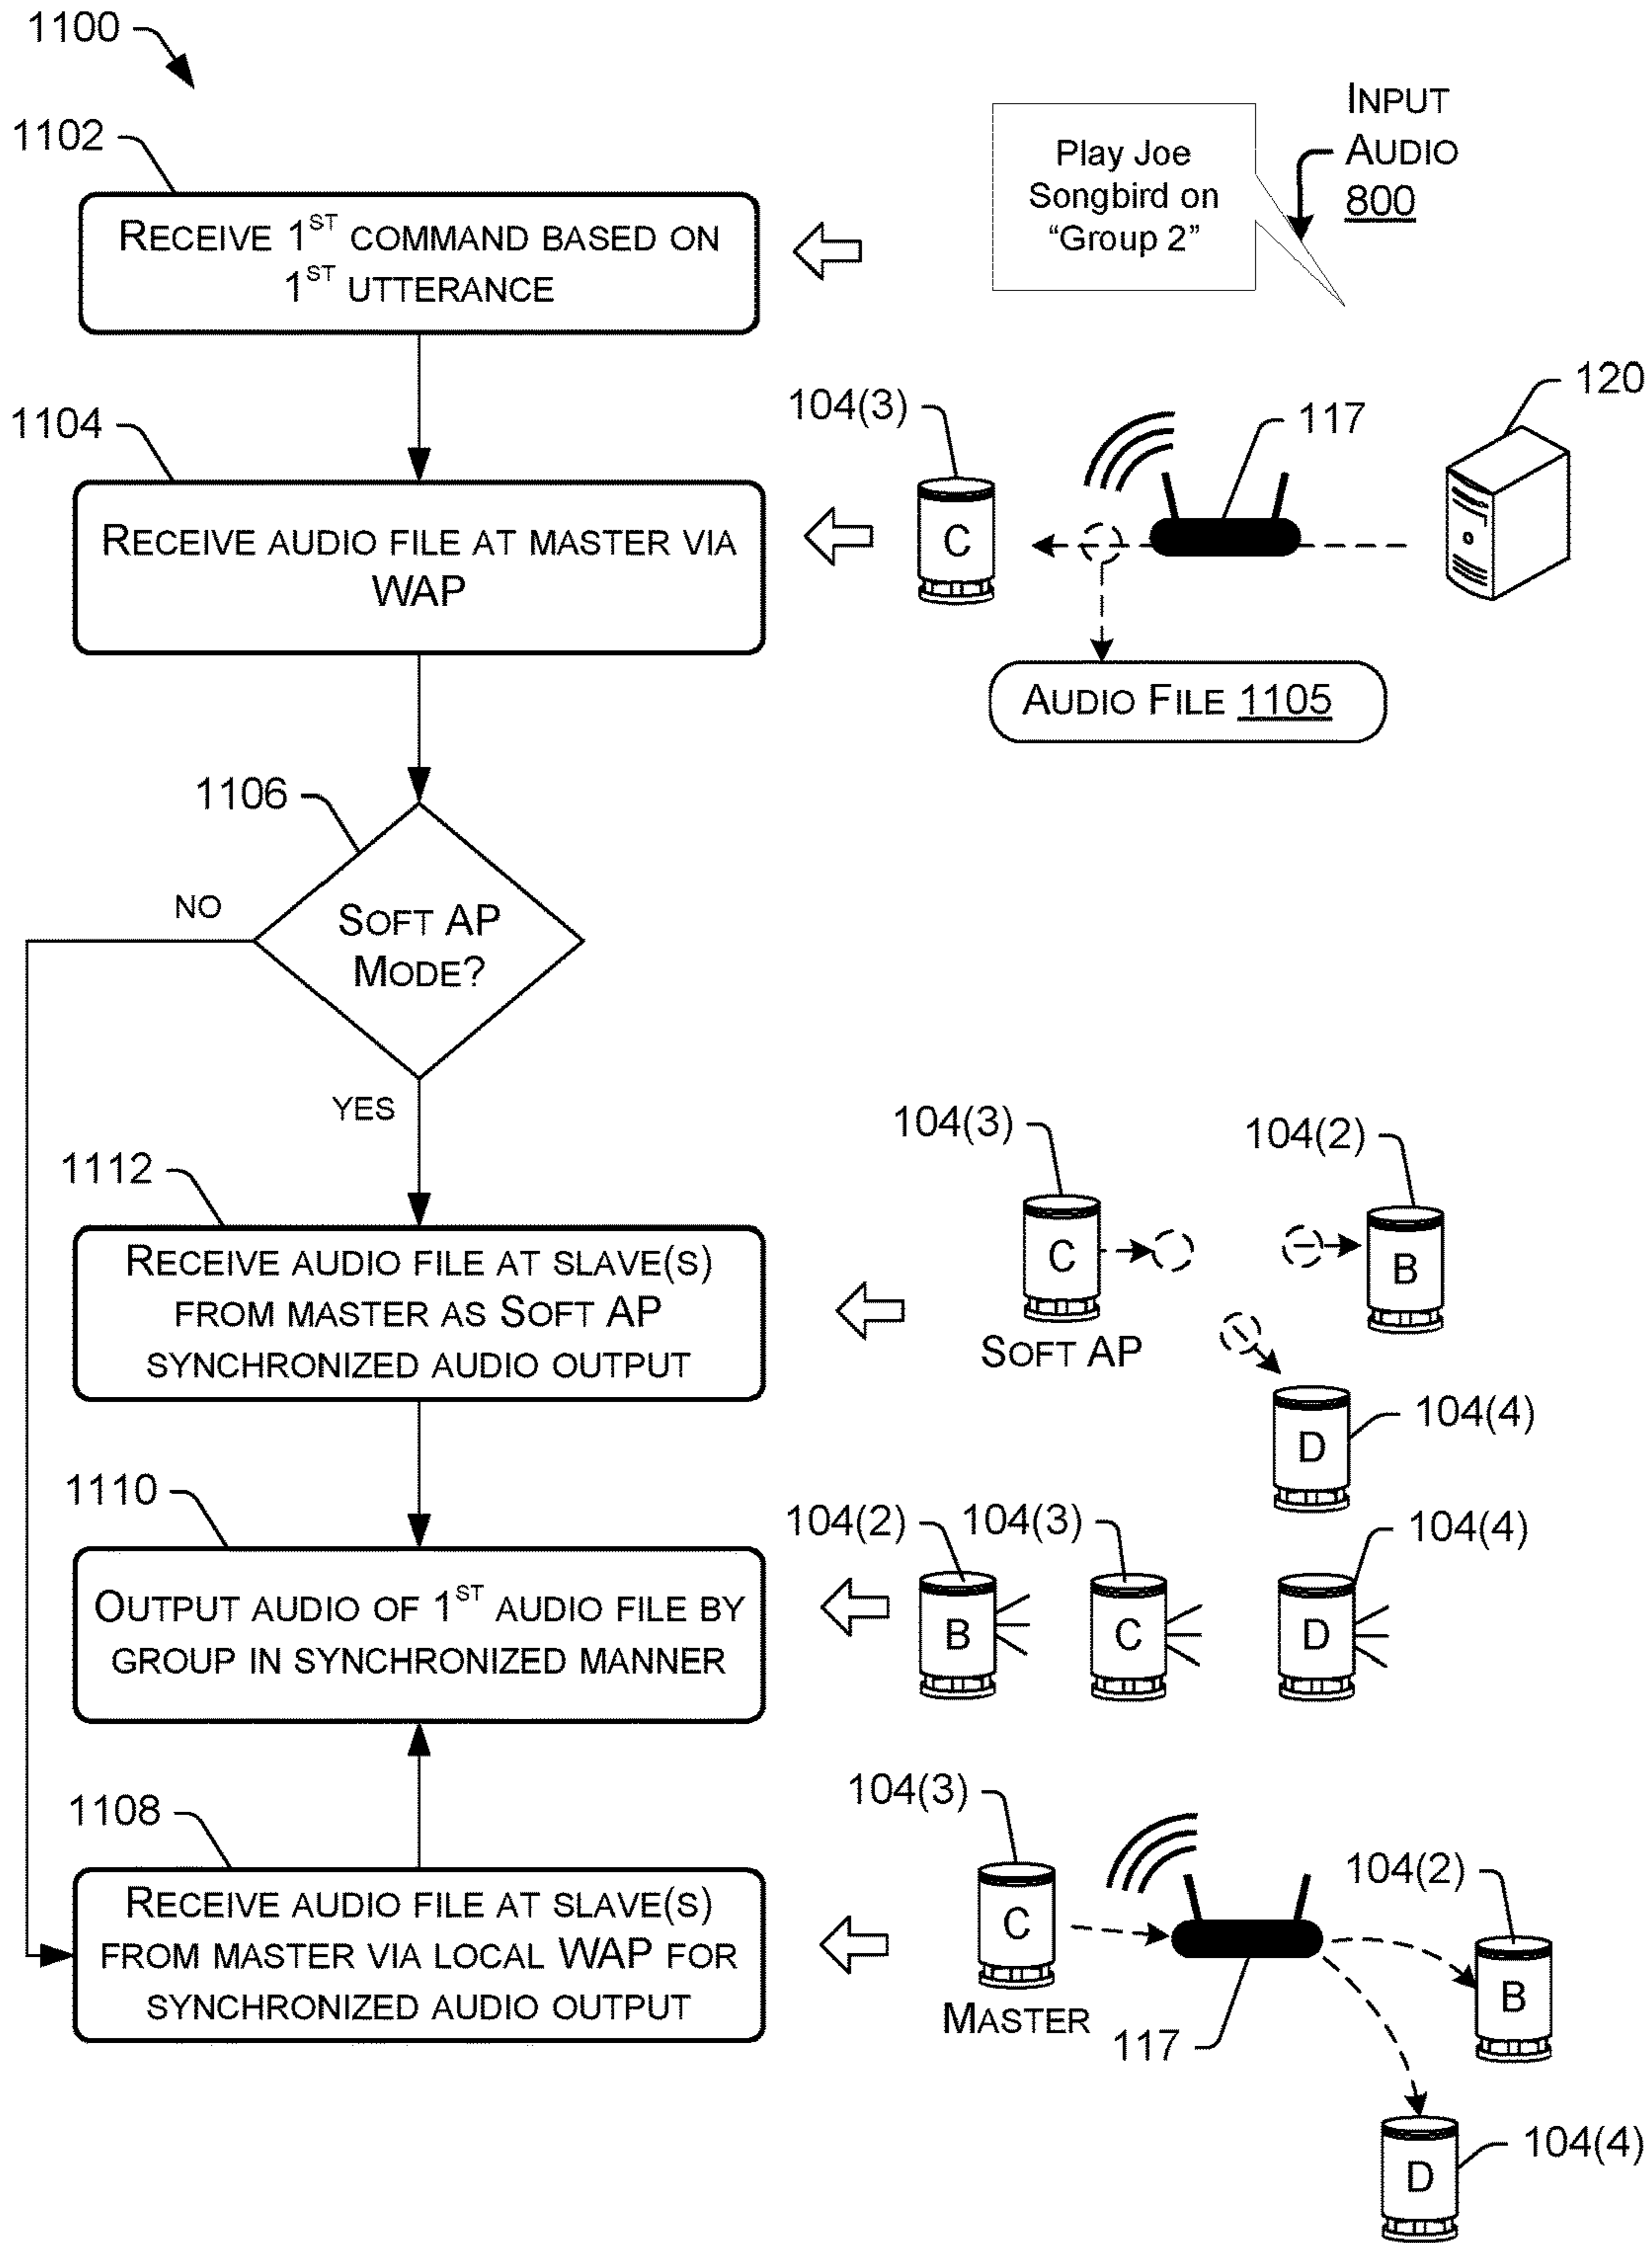 1100
1102
RECEIVE 1ST COMMAND BASED ON
1ST UTTERANCE
Play Joe
Songbird on
“Group 2”
INPUT
AUDIO
800
1104
RECEIVE AUDIO FILE AT MASTER VIA
WAP
104(3)
C
117
120
AUDIO FILE 1105
1106
SOFT AP
MODE?
NO
YES
1112
RECEIVE AUDIO FILE AT SLAVE(S)
FROM MASTER AS SOFT AP
SYNCHRONIZED AUDIO OUTPUT
104(3)
C
SOFT AP
104(2)
B
D
104(4)
1110
OUTPUT AUDIO OF 1ST AUDIO FILE BY
GROUP IN SYNCHRONIZED MANNER
104(2)
B
104(3)
C
104(4)
D
1108
RECEIVE AUDIO FILE AT SLAVE(S)
FROM MASTER VIA LOCAL WAP FOR
SYNCHRONIZED AUDIO OUTPUT
104(3)
C
MASTER
117
104(2)
B
D
104(4)